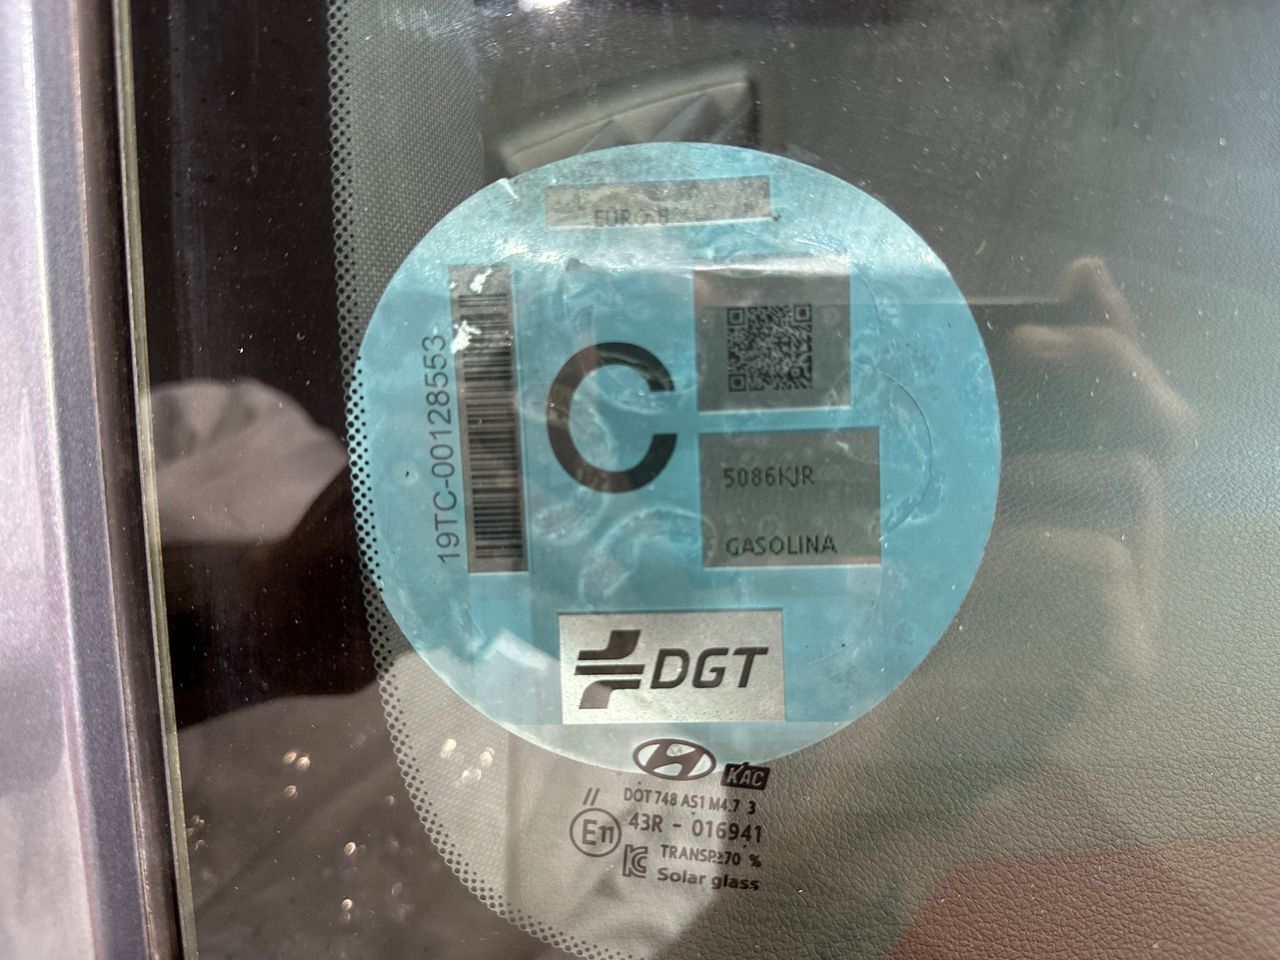 EURO
19TC-00128553
C
5086KJR
GASOLINA
DGT
KAC
//
DOT 748 AS1 M4.7 3
E11
43R - 016941
TRANSP≥70 %
Solar glass